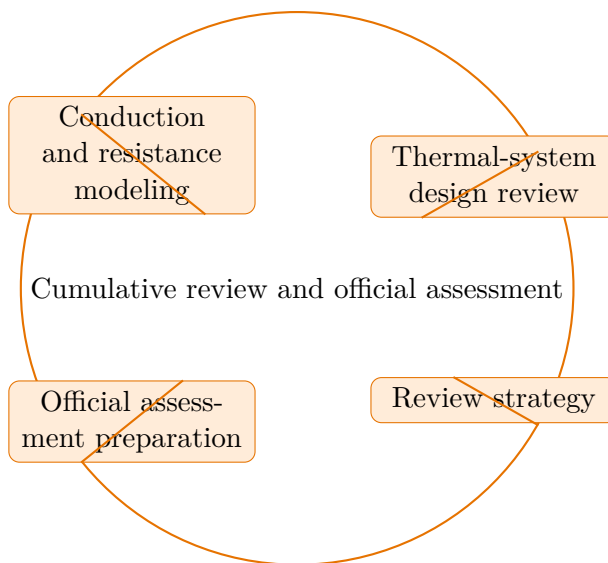 Conduction
and resistance
modeling
Thermal-system
design review
Cumulative review and official assessment
Official assess-
ment preparation
Review strategy